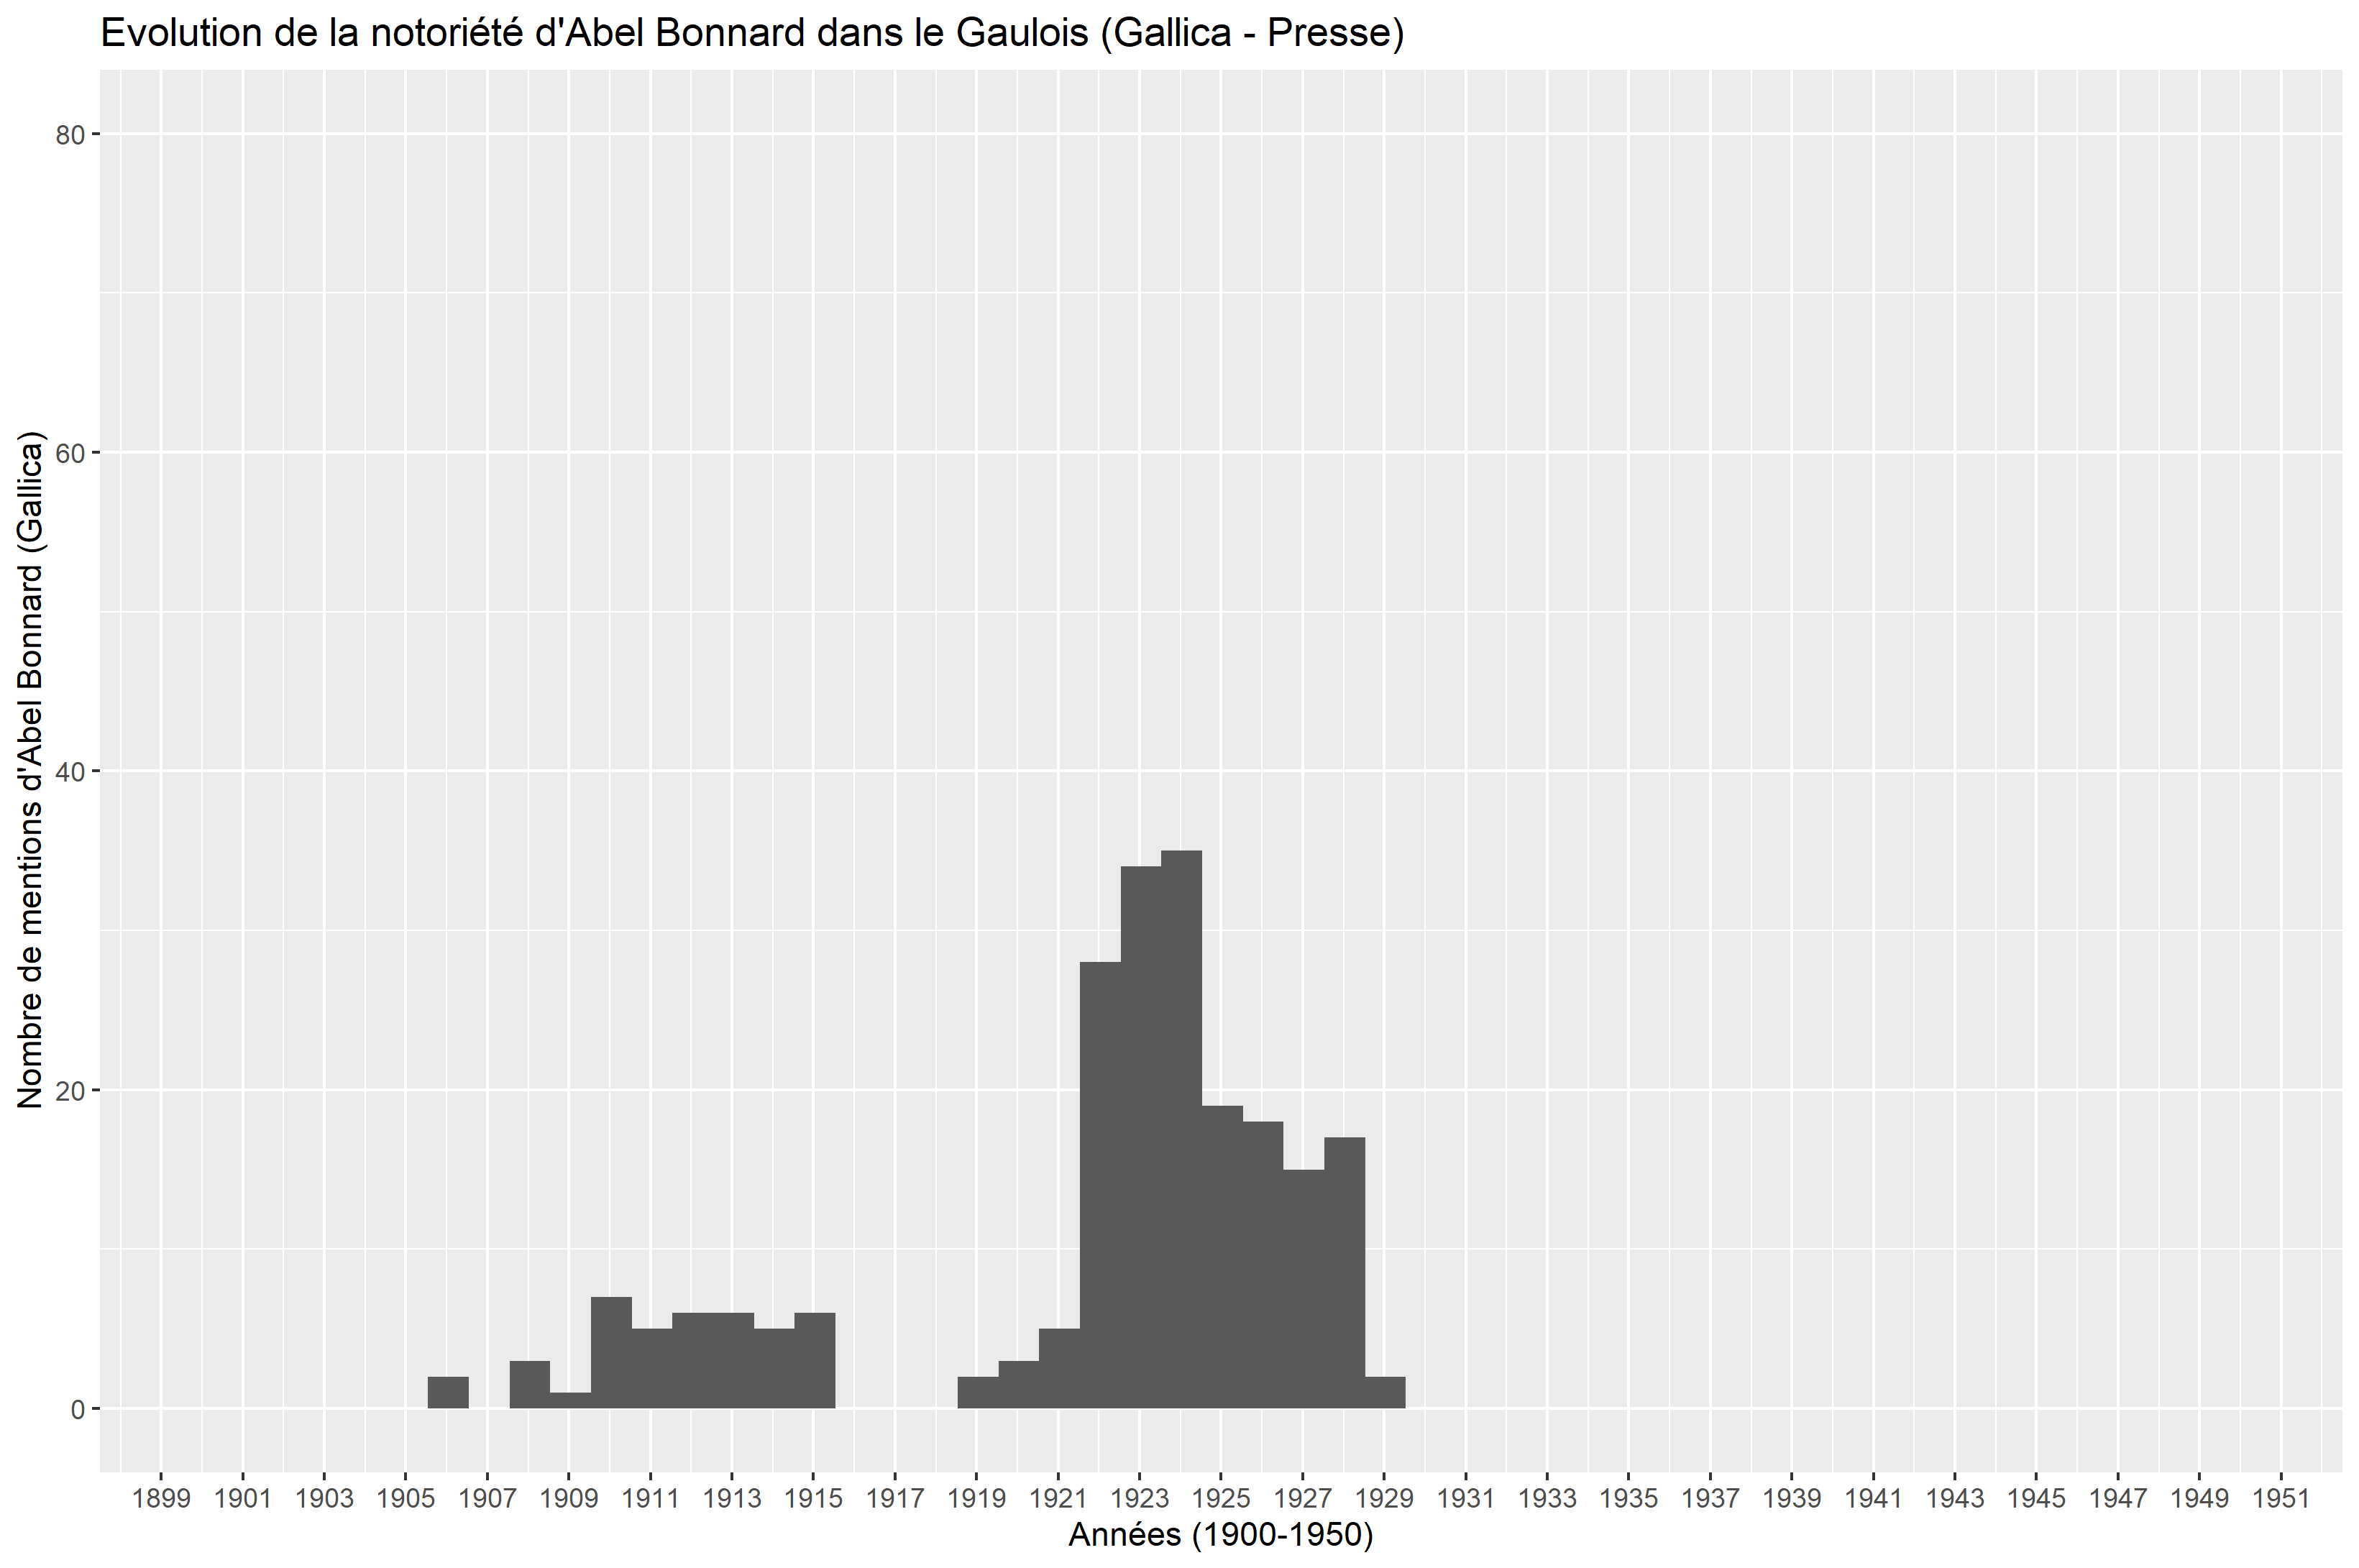 Evolution de la notoriété d'Abel Bonnard dans le Gaulois (Gallica - Presse)
Nombre de mentions d'Abel Bonnard (Gallica)
80
60
40
20
0
1899 1901 1903 1905 1907 1909 1911 1913 1915 1917 1919 1921 1923 1925 1927 1929 1931 1933 1935 1937 1939 1941 1943 1945 1947 1949 1951
Années (1900-1950)